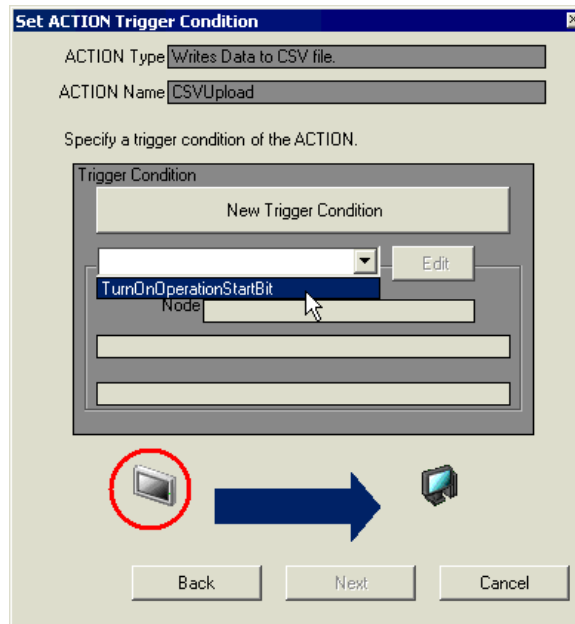 Set ACTION Trigger Condition
ACTION Type Writes Data to CSV file.
ACTION Name CSVUpload
Specify a trigger condition of the ACTION.
Trigger Condition
New Trigger Condition
Edit
TurnOnOperationStartBit
Node
Back Next Cancel